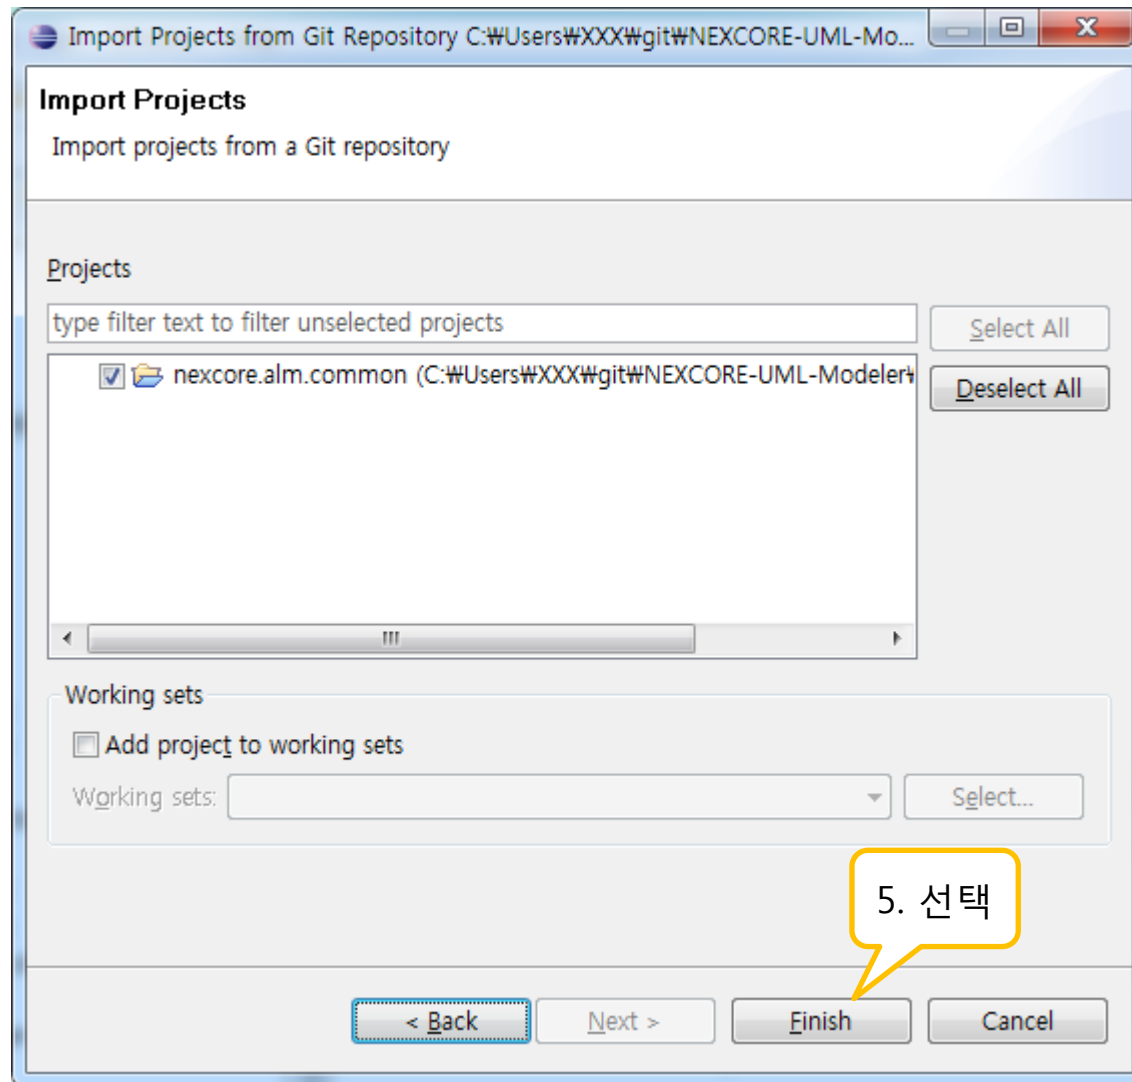 Import Projects from Git Repository C:₩Users₩XXX₩git₩NEXCORE-UML-Mo...
Import Projects
Import projects from a Git repository
Projects
type filter text to filter unselected projects
Select All
nexcore.alm.common (C:₩Users₩XXX₩git₩NEXCORE-UML-Modeler₩
Deselect All
Working sets
Add project to working sets
Working sets:
Select...
5. 선택
< Back
Next >
Finish
Cancel